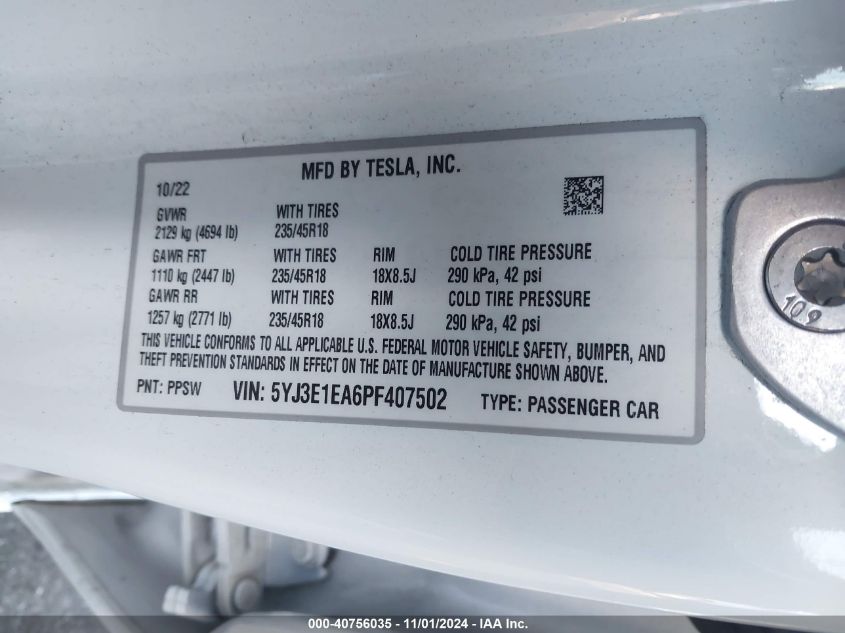 MFD BY TESLA, INC.
10/22
GVWR WITH TIRES
2129 kg (4694 lb) 235/45R18
GAWR FRT WITH TIRES RIM COLD TIRE PRESSURE
1110 kg (2447 lb) 235/45R18 18X8.5J 290 kPa, 42 psi
GAWR RR WITH TIRES RIM COLD TIRE PRESSURE
1257 kg (2771 lb) 235/45R18 18X8.5J 290 kPa, 42 psi
THIS VEHICLE CONFORMS TO ALL APPLICABLE U.S. FEDERAL MOTOR VEHICLE SAFETY, BUMPER, AND
THEFT PREVENTION STANDARDS IN EFFECT ON THE DATE OF MANUFACTURE SHOWN ABOVE.
PNT: PPSW VIN: 5YJ3E1EA6PF407502 TYPE: PASSENGER CAR
109
000-40756035 - 11/01/2024 - IAA Inc.